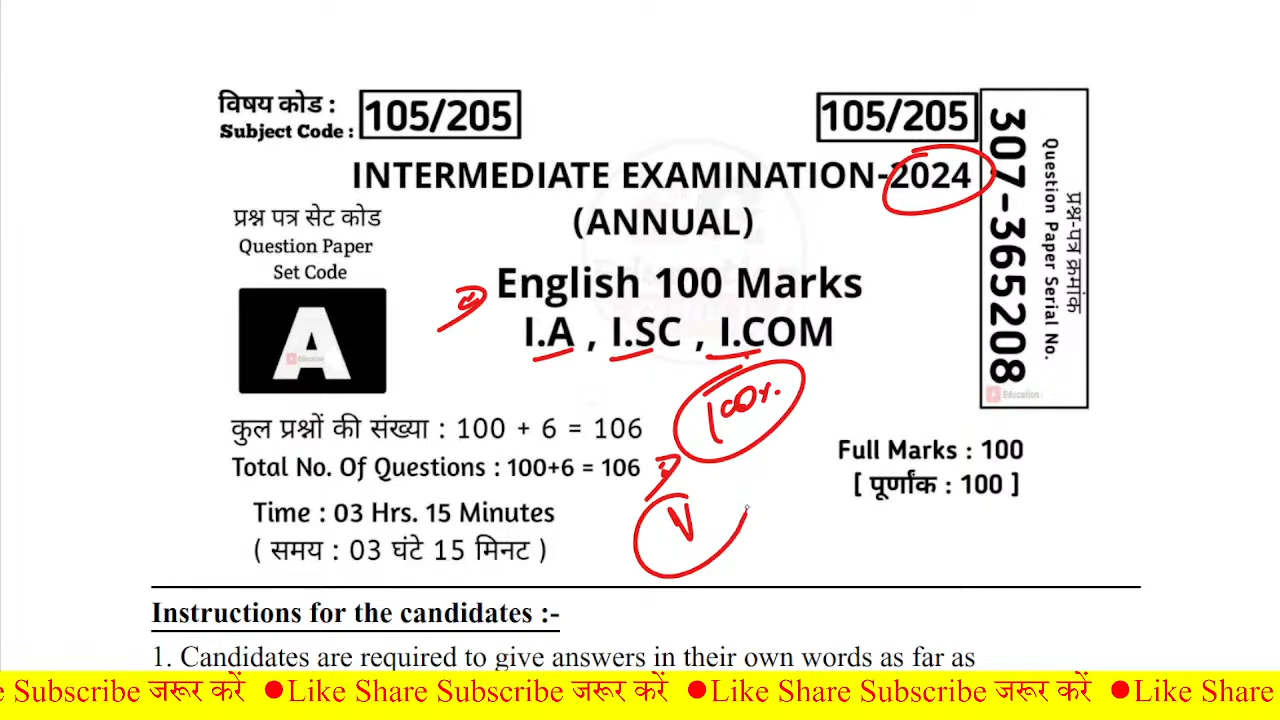 विषय कोड :
Subject Code :
105/205
105/205
INTERMEDIATE EXAMINATION-2024
(ANNUAL)
प्रश्न पत्र सेट कोड
Question Paper
Set Code
A
English 100 Marks
I.A , I.SC , I.COM
100%
307-365208
Question Paper Serial No.
प्रश्न-पत्र क्रमांक
Education
Education
कुल प्रश्नों की संख्या : 100 + 6 = 106
Total No. Of Questions : 100+6 = 106
Time : 03 Hrs. 15 Minutes
( समय : 03 घंटे 15 मिनट )
V
Full Marks : 100
[ पूर्णांक : 100 ]
Instructions for the candidates :-
1. Candidates are required to give answers in their own words as far as
e Subscribe जरूर करें ●Like Share Subscribe जरूर करें ●Like Share Subscribe जरूर करें ●Like Share